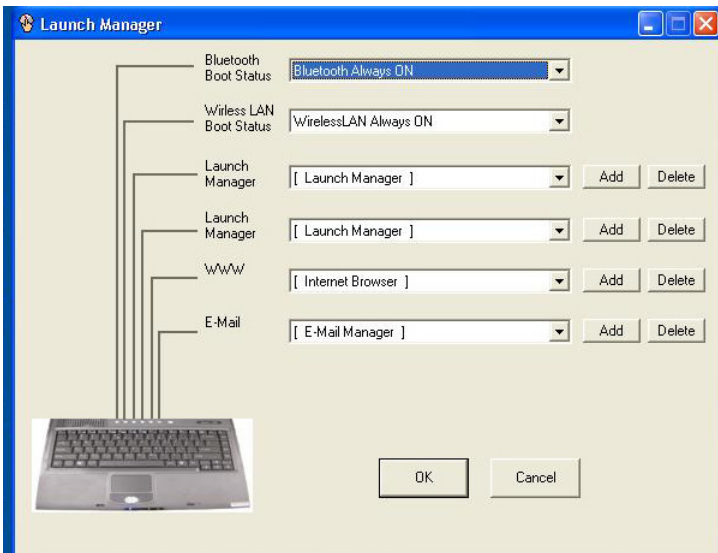 Launch Manager
Bluetooth
Boot Status
Bluetooth Always ON
Wirless LAN
Boot Status
WirelessLAN Always ON
Launch
Manager
[ Launch Manager ]
Add
Delete
Launch
Manager
[ Launch Manager ]
Add
Delete
WWW
[ Internet Browser ]
Add
Delete
E-Mail
[ E-Mail Manager ]
Add
Delete
OK
Cancel